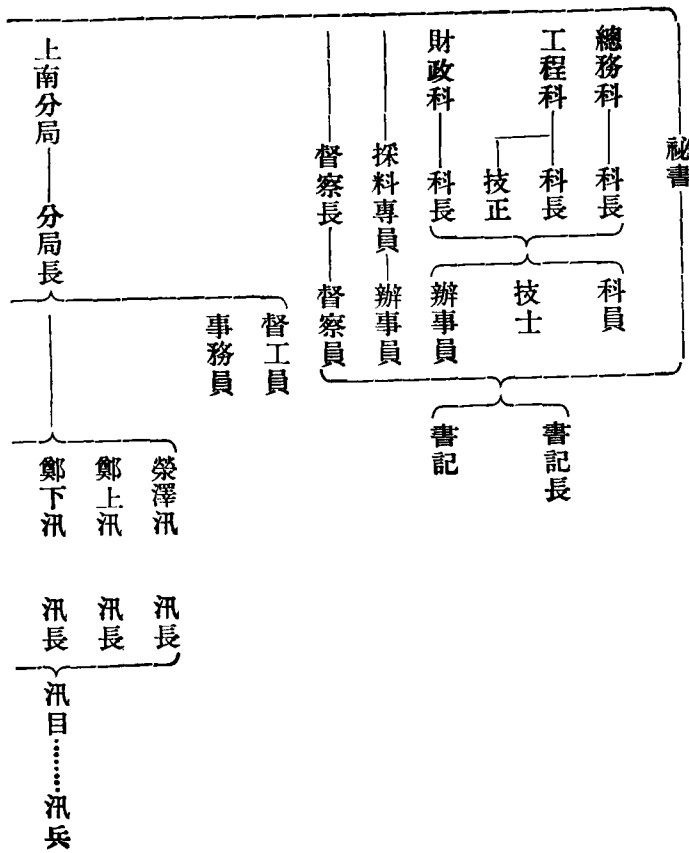 祕書
總務科——科長
工程科——科長
技正
財政科——科長
科員
技士
辦事員
採料專員——辦事員
督察長——督察員
書記長
書記
上南分局——分局長
督工員
事務員
滎澤汛 汛長
鄭上汛 汛長
鄭下汛 汛長
汛目………汛兵